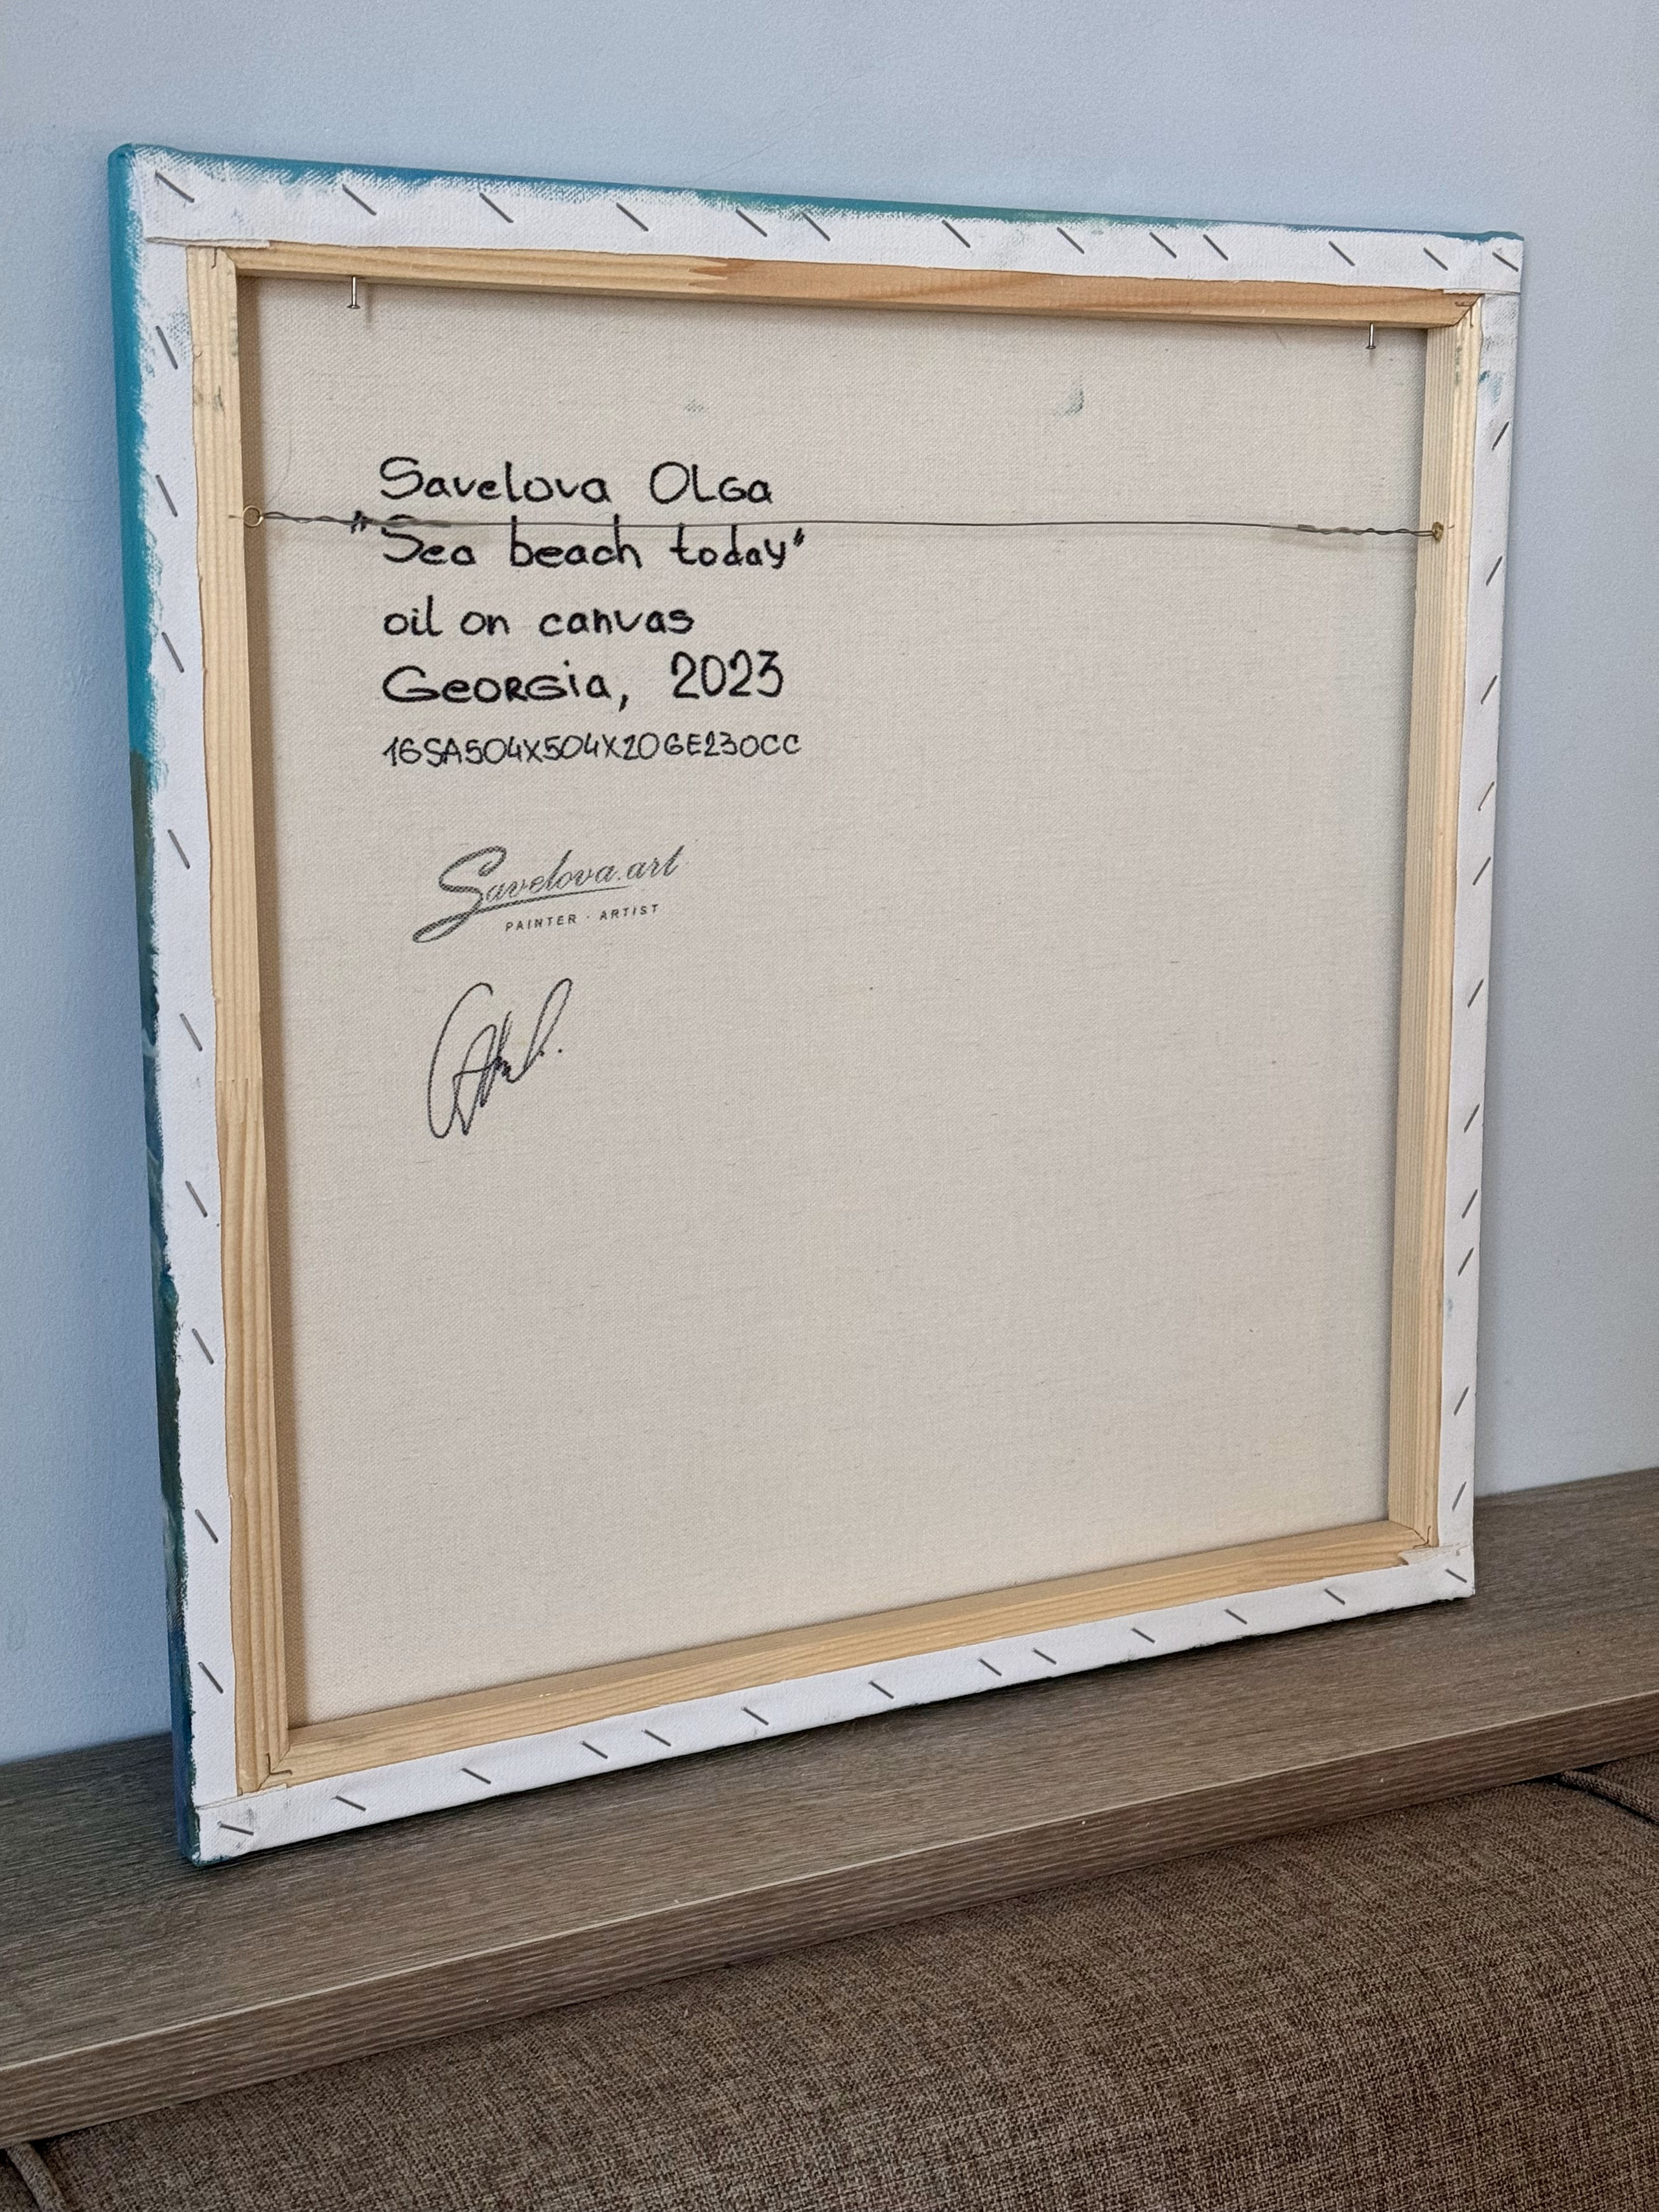 Savelova OLGa
"Sea beach today"
oil on canvas
GeORGia, 2023
16SA504X504X20GE230CC
Savelova.art
PAINTER · ARTIST